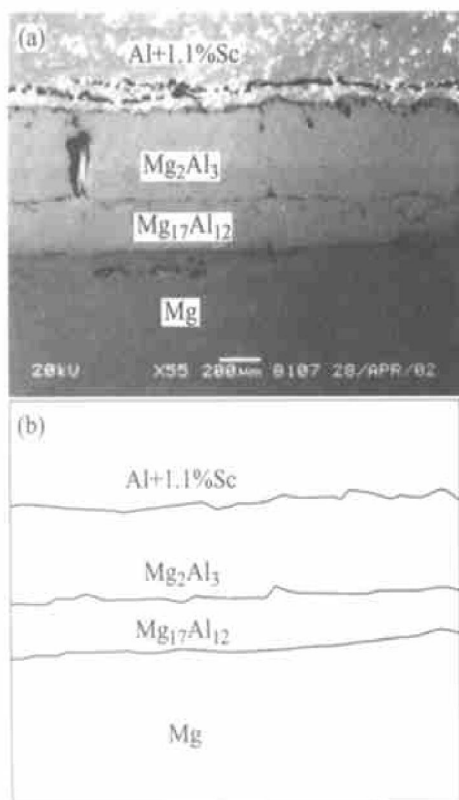 (a)
Al+1.1%Sc
Mg₂Al₃
Mg₁₇Al₁₂
Mg
20kV X55 200μm 0107 28/APR/02
(b)
Al+1.1%Sc
Mg₂Al₃
Mg₁₇Al₁₂
Mg